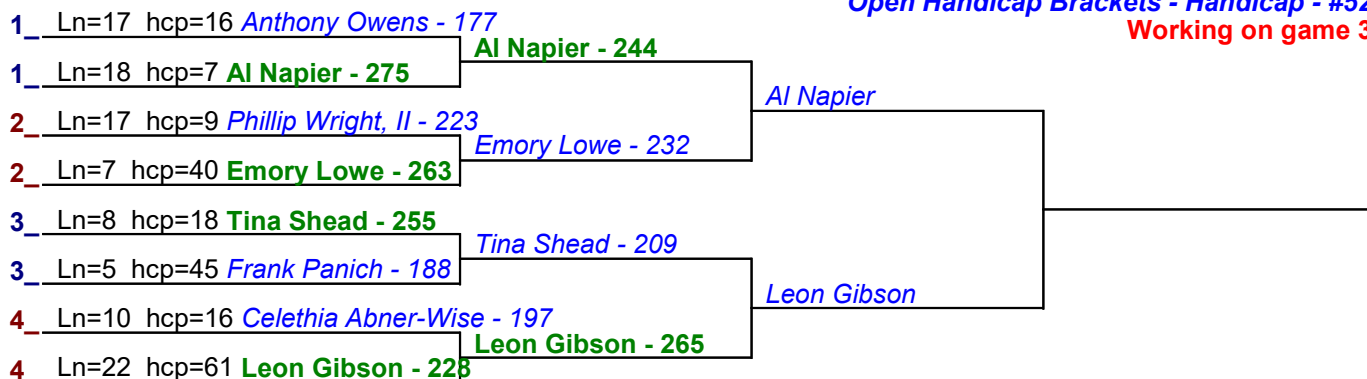 Open Handicap Brackets - Handicap - #52
Working on game 3
1_ Ln=17 hcp=16 Anthony Owens - 177
Al Napier - 244
1_ Ln=18 hcp=7 Al Napier - 275
Al Napier
2_ Ln=17 hcp=9 Phillip Wright, II - 223
Emory Lowe - 232
2_ Ln=7 hcp=40 Emory Lowe - 263
3_ Ln=8 hcp=18 Tina Shead - 255
Tina Shead - 209
3_ Ln=5 hcp=45 Frank Panich - 188
Leon Gibson
4_ Ln=10 hcp=16 Celethia Abner-Wise - 197
Leon Gibson - 265
4 Ln=22 hcp=61 Leon Gibson - 228